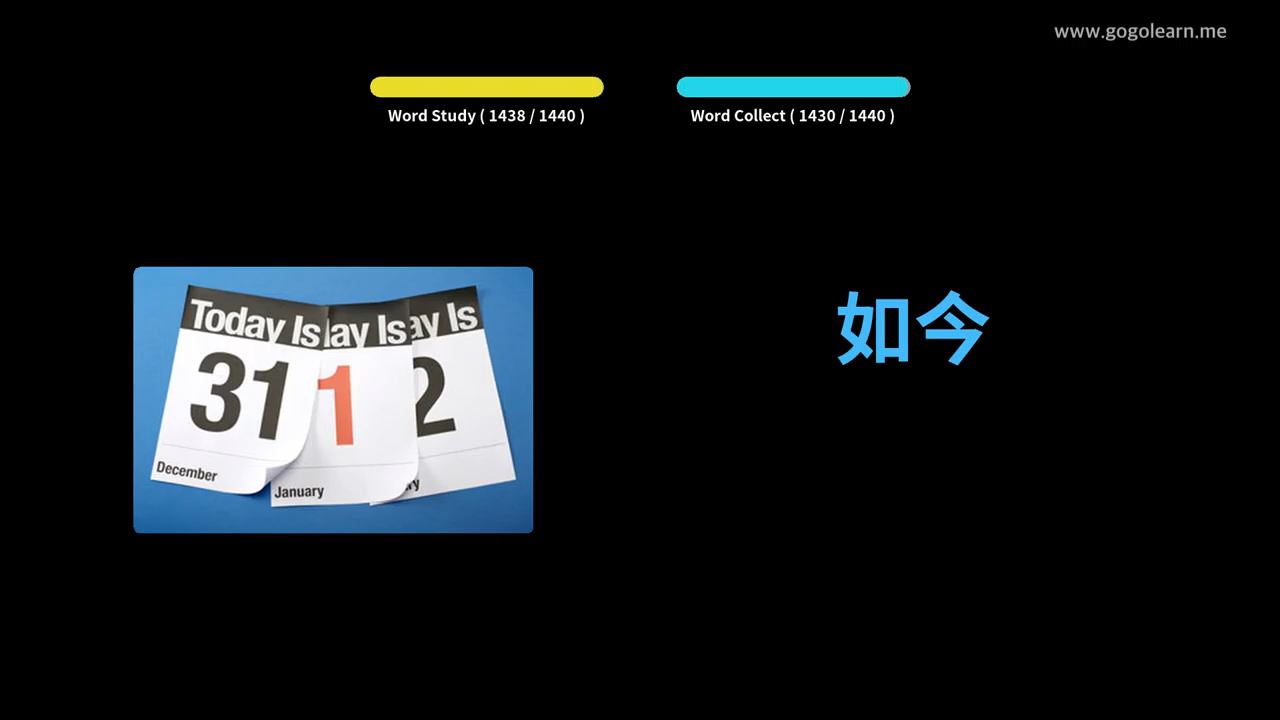 www.gogolearn.me
Word Study ( 1438 / 1440 )
Word Collect ( 1430 / 1440 )
Today Is
ay Is
ay Is
31
1
2
December
January
ry
如今